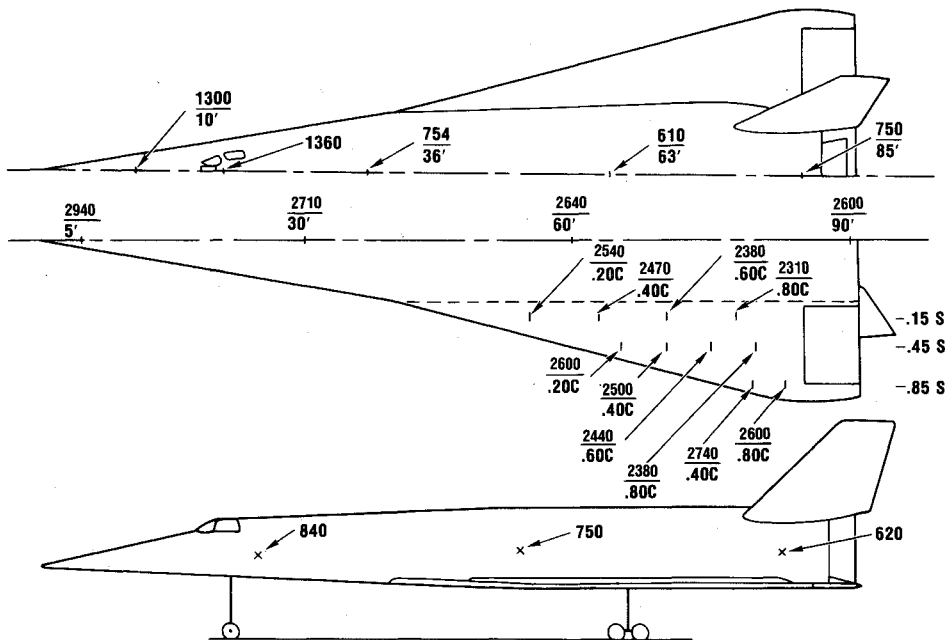 1300
10'
1360
754
36'
610
63'
750
85'
2940
5'
2710
30'
2640
60'
2600
90'
2540
.20C
2470
.40C
2380
.60C
2310
.80C
-.15 S
2600
.20C
2500
.40C
2440
.60C
2380
.80C
2740
.40C
2600
.80C
-.45 S
-.85 S
840
750
620